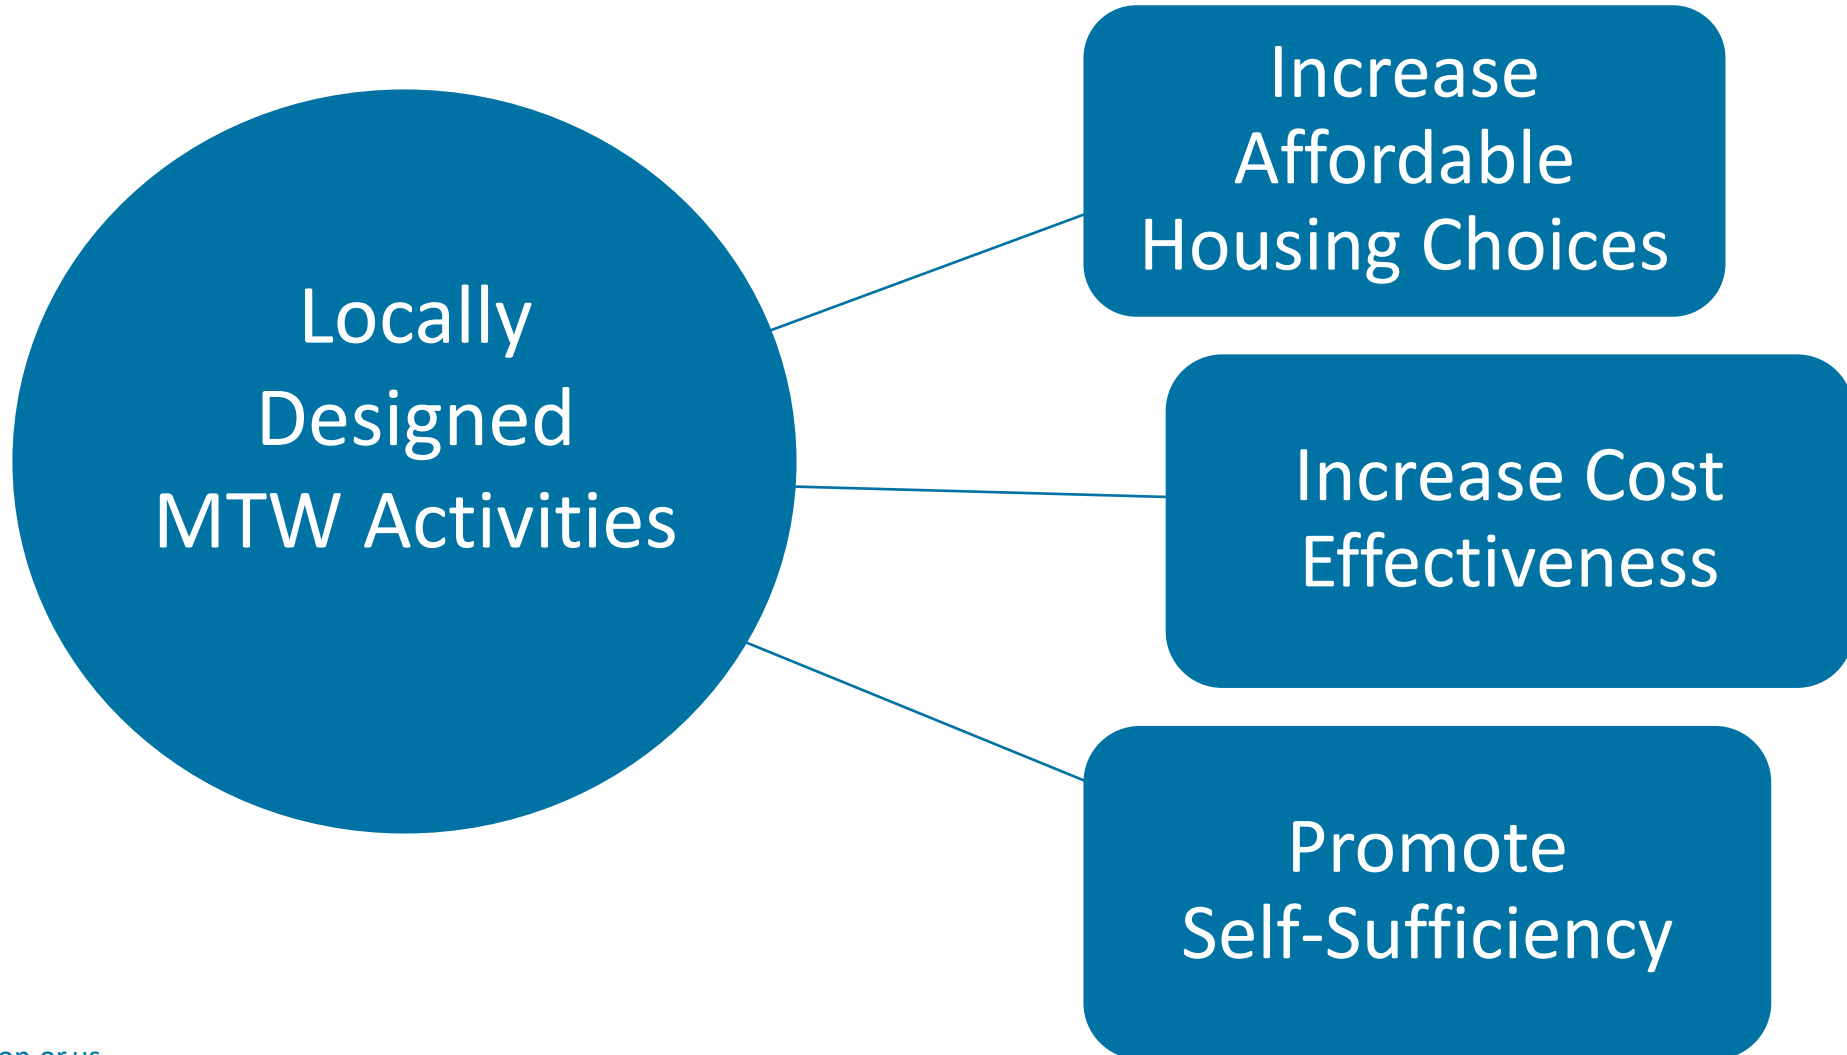 Locally
Designed
MTW Activities
Increase
Affordable
Housing Choices
Increase Cost
Effectiveness
Promote
Self-Sufficiency